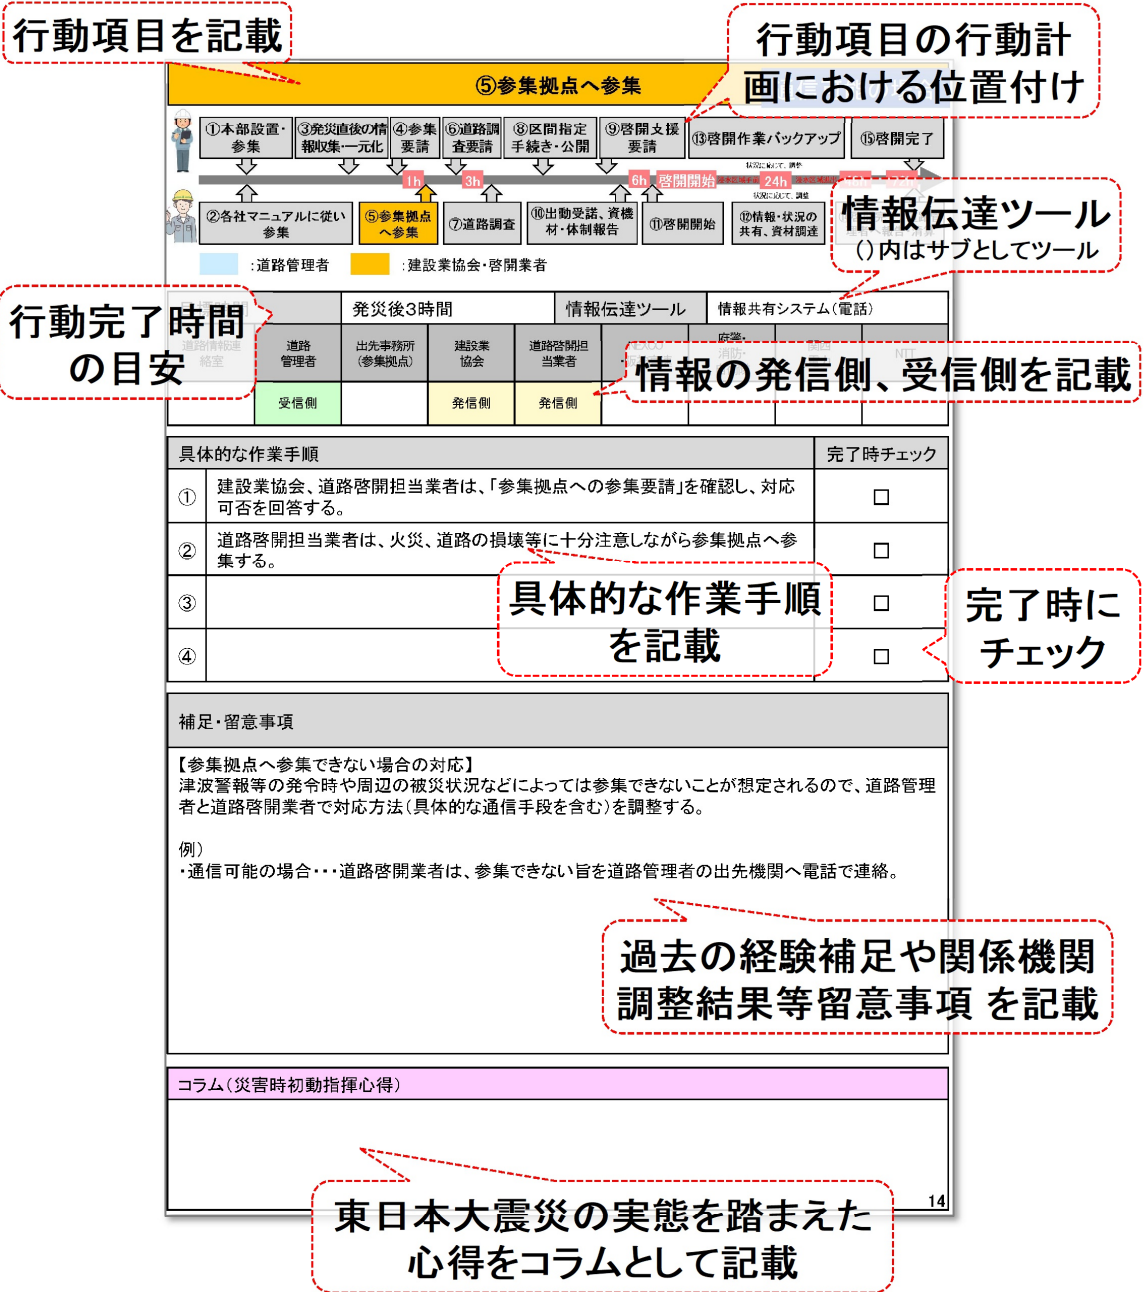 行動項目を記載
行動項目の行動計
画における位置付け
⑤参集拠点へ参集
①本部設置・
参集
③発災直後の情
報収集・一元化
④参集
要請
⑥道路調
査要請
⑧区間指定
手続き・公開
⑨啓開支援
要請
⑬啓開作業バックアップ
⑮啓開完了
状況に応じて、調整
1h
3h
6h
啓開開始
24h
状況に応じて、調整
②各社マニュアルに従い
参集
⑤参集拠点
へ参集
⑦道路調査
⑩出動受諾、資機
材・体制報告
⑪啓開開始
⑫情報・状況の
共有、資材調達
情報伝達ツール
()内はサブとしてツール
:道路管理者
:建設業協会・啓開業者
行動完了時間
の目安
目標時間
発災後3時間
情報伝達ツール
情報共有システム(電話)
道路情報連
絡室
道路
管理者
出先事務所
(参集拠点)
建設業
協会
道路啓開担
当業者
NTT
情報の発信側、受信側を記載
受信側
発信側
発信側
具体的な作業手順
完了時チェック
① 建設業協会、道路啓開担当業者は、「参集拠点への参集要請」を確認し、対応
可否を回答する。
□
② 道路啓開担当業者は、火災、道路の損壊等に十分注意しながら参集拠点へ参
集する。
□
③
□
④
□
具体的な作業手順
を記載
完了時に
チェック
補足・留意事項
【参集拠点へ参集できない場合の対応】
津波警報等の発令時や周辺の被災状況などによっては参集できないことが想定されるので、道路管理
者と道路啓開業者で対応方法(具体的な通信手段を含む)を調整する。
例)
・通信可能の場合・・・道路啓開業者は、参集できない旨を道路管理者の出先機関へ電話で連絡。
過去の経験補足や関係機関
調整結果等留意事項 を記載
コラム(災害時初動指揮心得)
東日本大震災の実態を踏まえた
心得をコラムとして記載
14